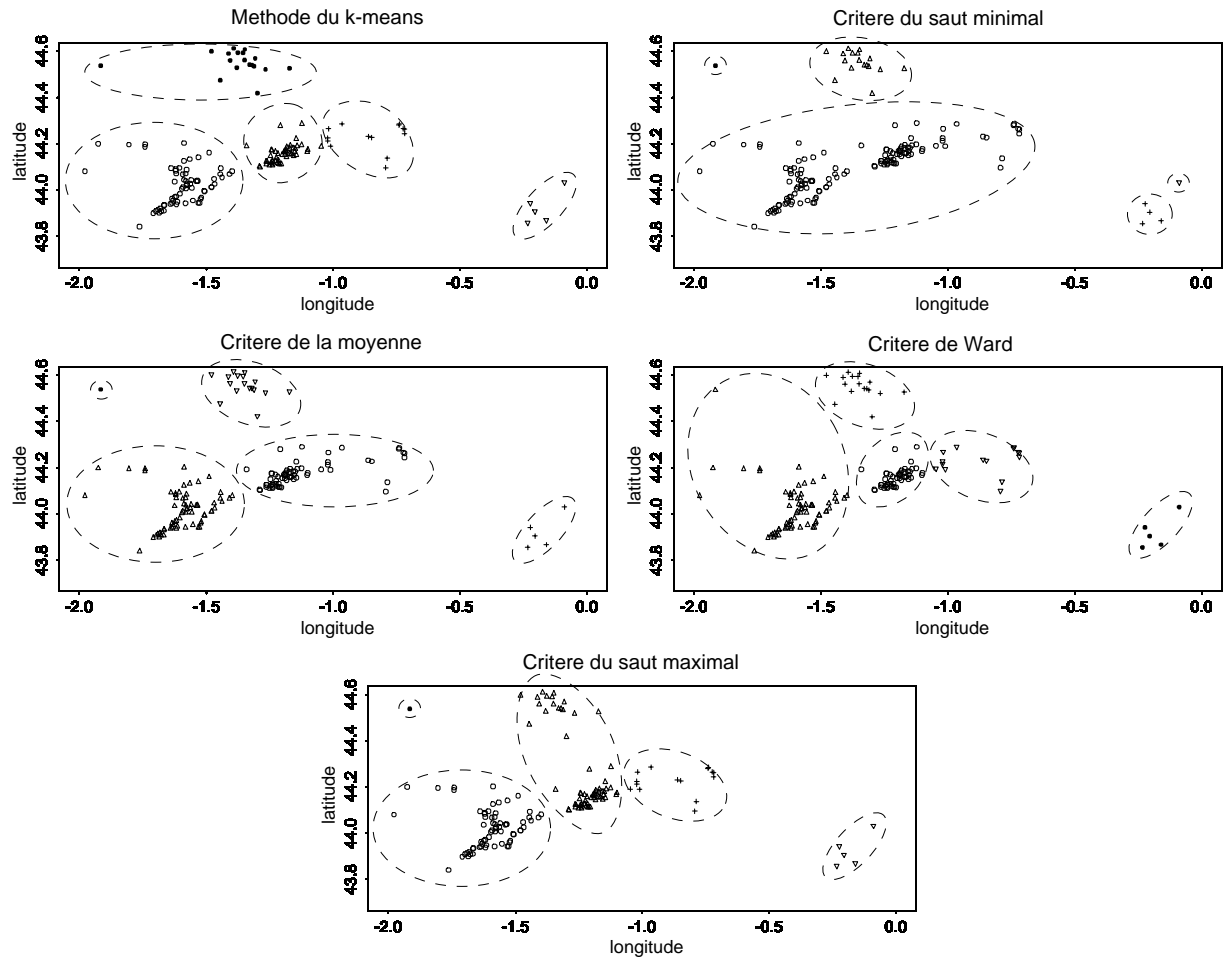 Methode du k-means
latitude
44.6
44.4
44.2
44.0
43.8
-2.0 -1.5 -1.0 -0.5 0.0
longitude
Critere du saut minimal
latitude
44.6
44.4
44.2
44.0
43.8
-2.0 -1.5 -1.0 -0.5 0.0
longitude
Critere de la moyenne
latitude
44.6
44.4
44.2
44.0
43.8
-2.0 -1.5 -1.0 -0.5 0.0
longitude
Critere de Ward
latitude
44.6
44.4
44.2
44.0
43.8
-2.0 -1.5 -1.0 -0.5 0.0
longitude
Critere du saut maximal
latitude
44.6
44.4
44.2
44.0
43.8
-2.0 -1.5 -1.0 -0.5 0.0
longitude